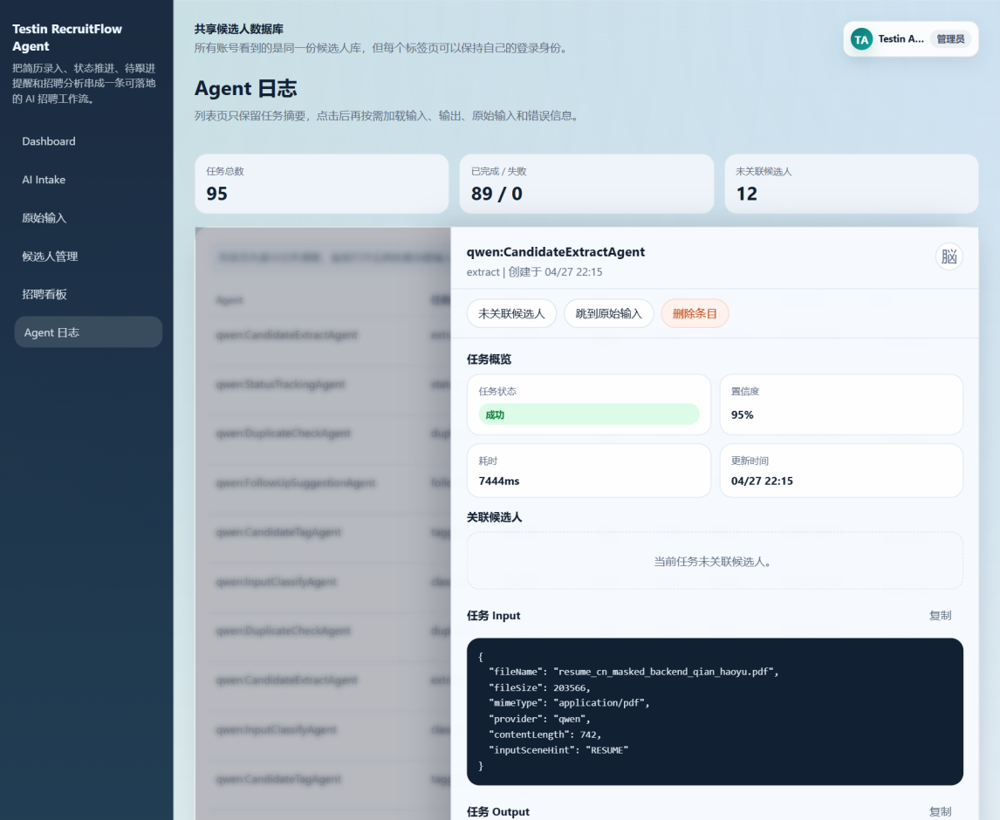 Testin RecruitFlow
Agent
把简历录入、状态推进、待跟进
提醒和招聘分析串成一条可落地
的 AI 招聘工作流。
Dashboard
AI Intake
原始输入
候选人管理
招聘看板
Agent 日志
共享候选人数据库
所有账号看到的是同一份候选人库，但每个标签页可以保持自己的登录身份。
TA
Testin A...
管理员
Agent 日志
列表页只保留任务摘要，点击后再按需加载输入、输出、原始输入和错误信息。
任务总数
95
已完成 / 失败
89 / 0
未关联候选人
12
Agent
qwen:CandidateExtractAgent
qwen:StatusTrackingAgent
qwen:DuplicateCheckAgent
qwen:FollowUpSuggestionAgent
qwen:CandidateTagAgent
qwen:InputClassifyAgent
qwen:DuplicateCheckAgent
qwen:CandidateExtractAgent
qwen:InputClassifyAgent
qwen:CandidateTagAgent
qwen:CandidateExtractAgent
extract | 创建于 04/27 22:15
脑
未关联候选人
跳到原始输入
删除条目
任务概览
任务状态
成功
置信度
95%
耗时
7444ms
更新时间
04/27 22:15
关联候选人
当前任务未关联候选人。
任务 Input
复制
{
"fileName": "resume_cn_masked_backend_qian_haoyu.pdf",
"fileSize": 203566,
"mimeType": "application/pdf",
"provider": "qwen",
"contentLength": 742,
"inputSceneHint": "RESUME"
}
任务 Output
复制